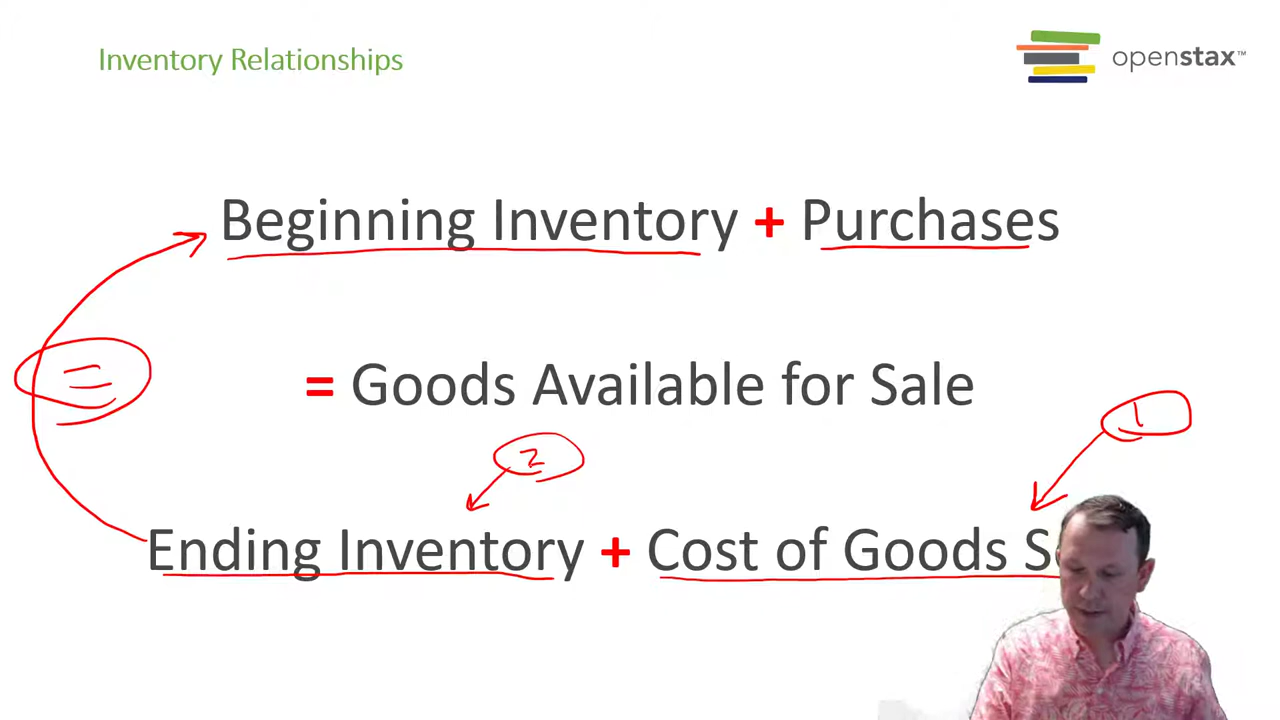 Inventory Relationships
openstax™
Beginning Inventory + Purchases
=
= Goods Available for Sale
1
2
Ending Inventory + Cost of Goods S